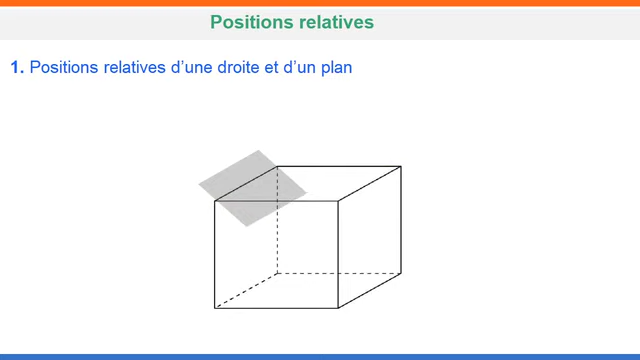 Positions relatives
1. Positions relatives d’une droite et d’un plan